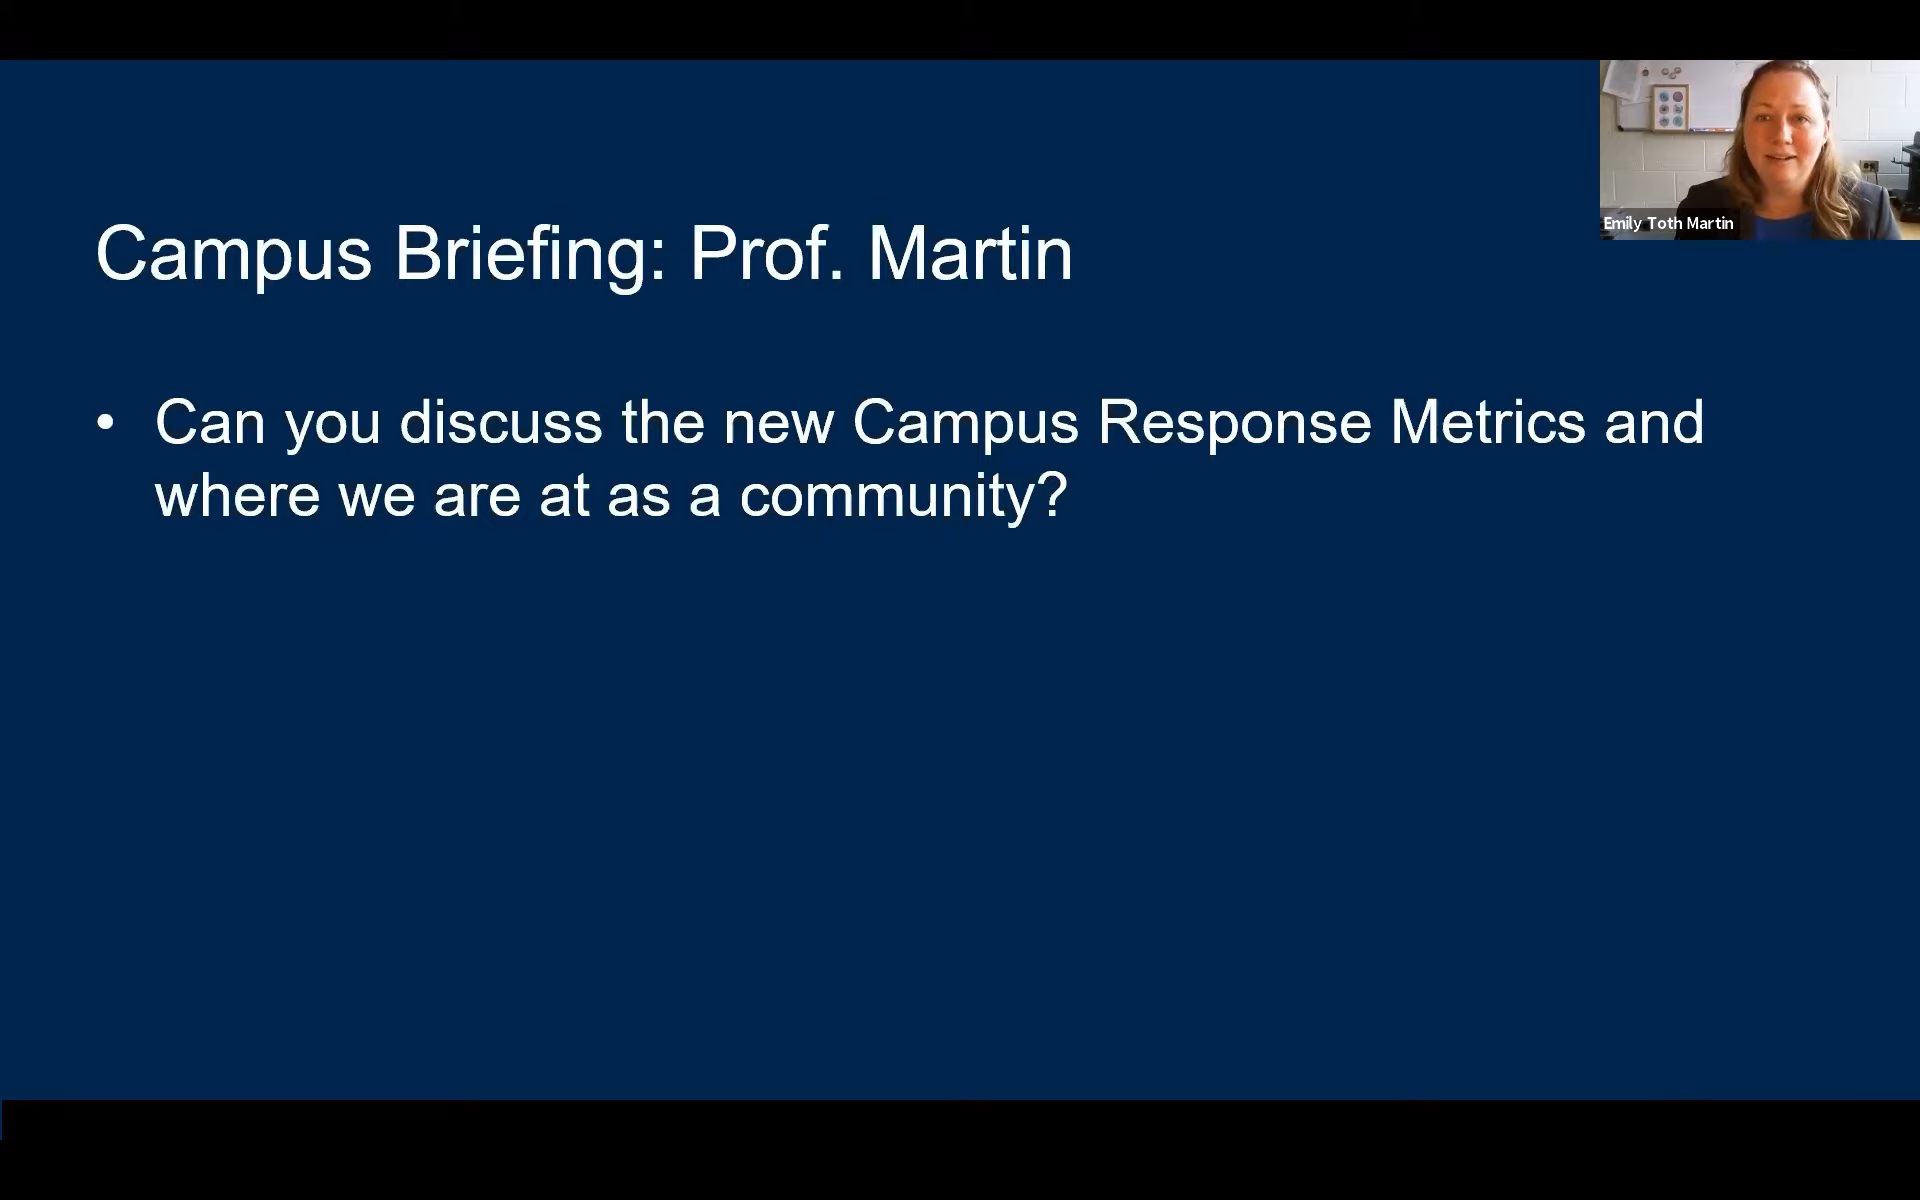 Emily Toth Martin
Campus Briefing: Prof. Martin
• Can you discuss the new Campus Response Metrics and
where we are at as a community?